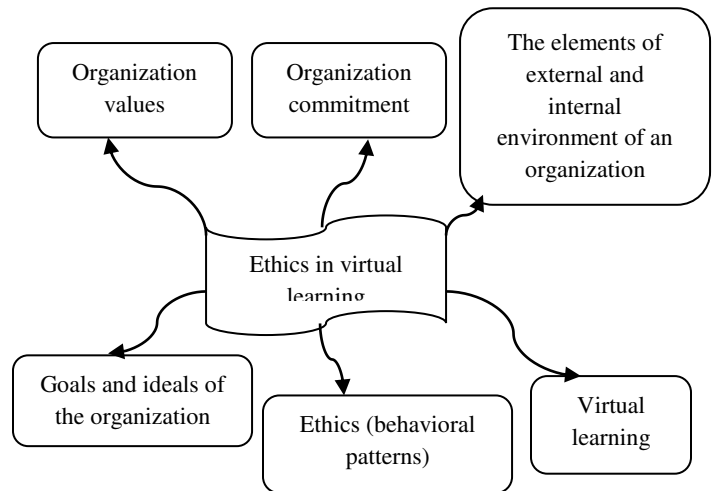 Organization
values
Organization
commitment
The elements of
external and
internal
environment of an
organization
Ethics in virtual
learning
Goals and ideals of
the organization
Ethics (behavioral
patterns)
Virtual
learning